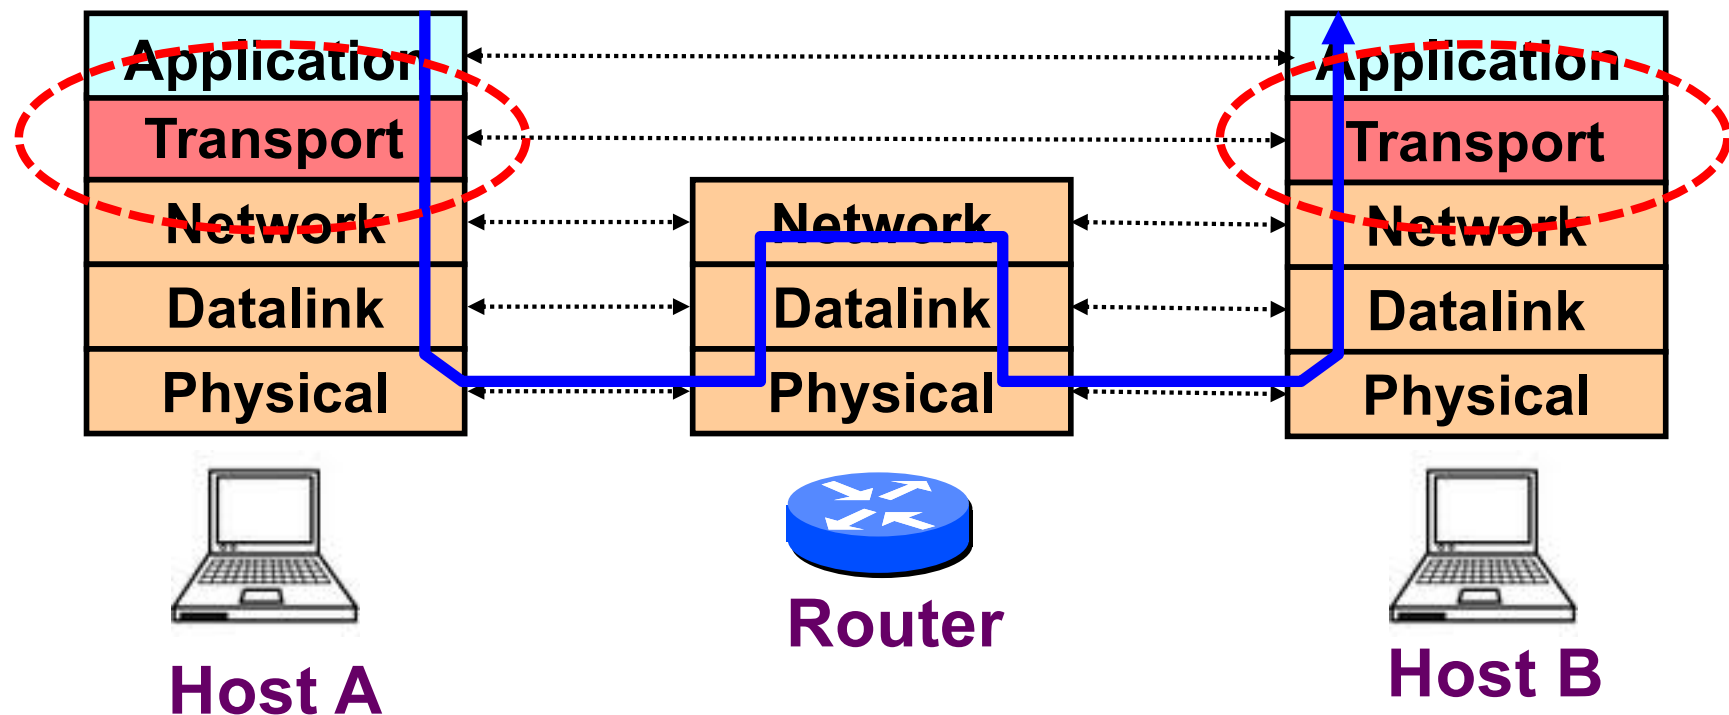 Application
Transport
Network
Datalink
Physical
Host A
Network
Datalink
Physical
Router
Application
Transport
Network
Datalink
Physical
Host B